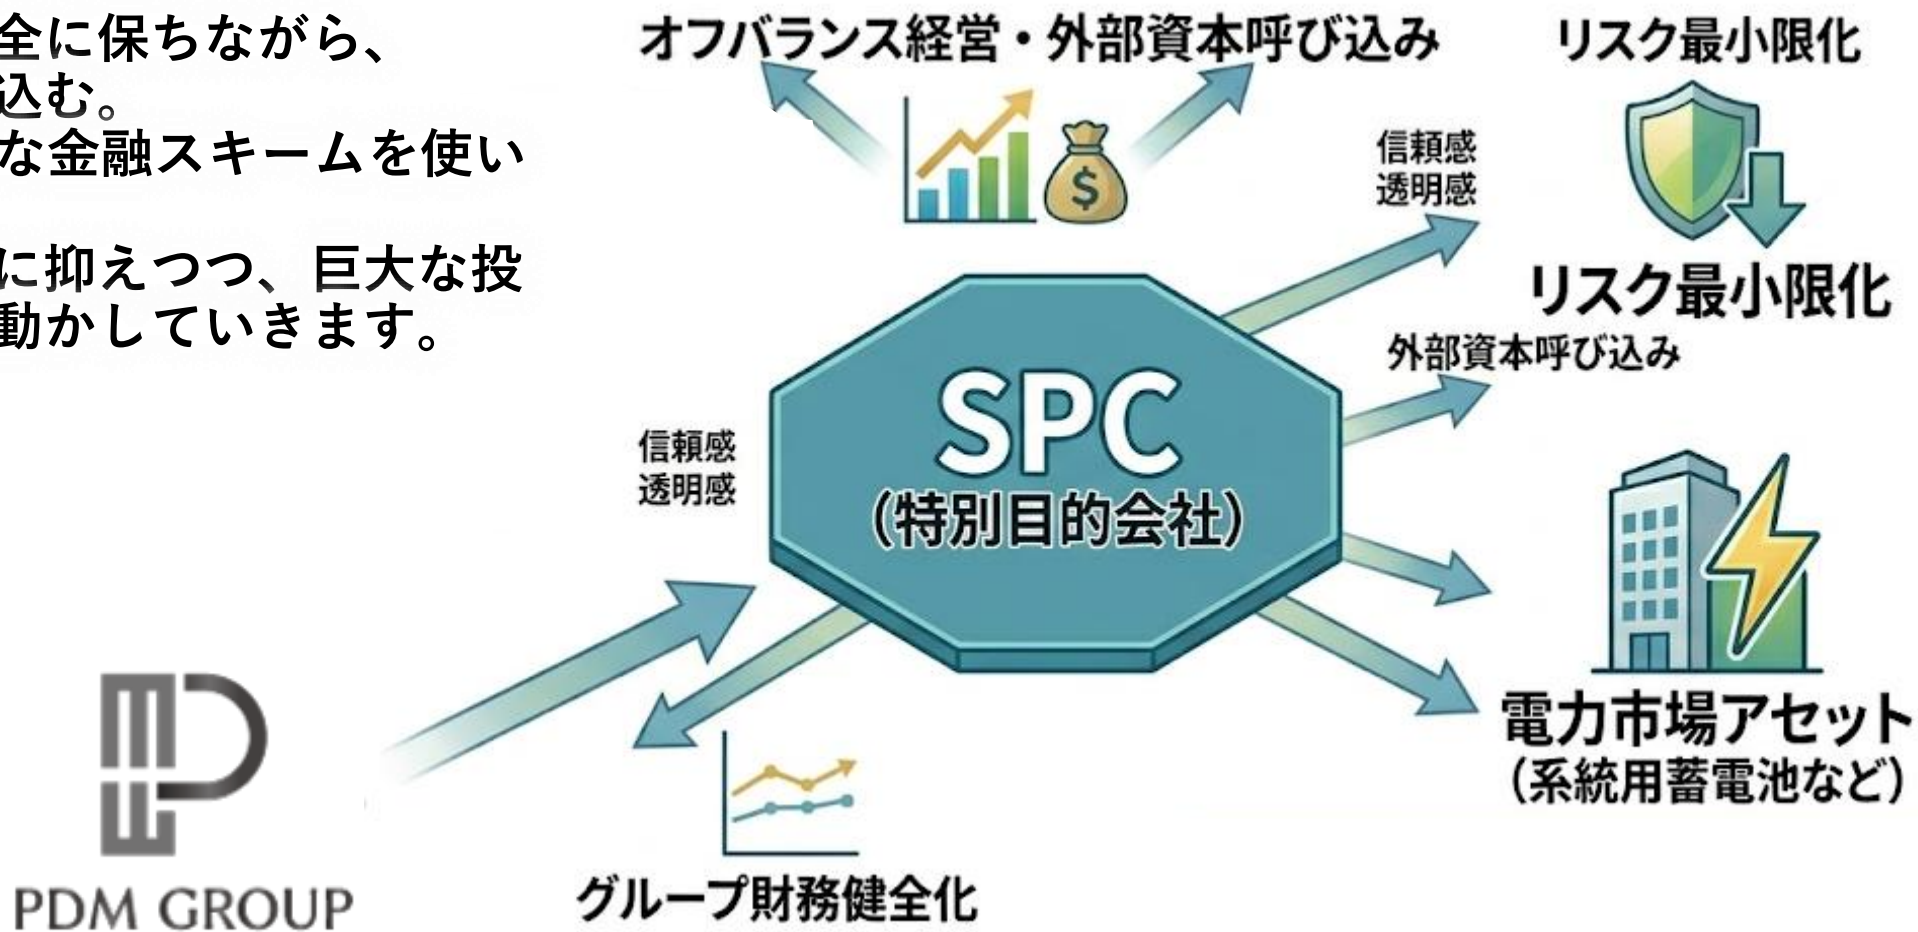 全に保ちながら、
込む。
な金融スキームを使い
に抑えつつ、巨大な投
動かしていきます。
オフバランス経営・外部資本呼び込み
リスク最小限化
$
信頼感
透明感
リスク最小限化
外部資本呼び込み
信頼感
透明感
SPC
（特別目的会社）
電力市場アセット
（系統用蓄電池など）
グループ財務健全化
PDM GROUP